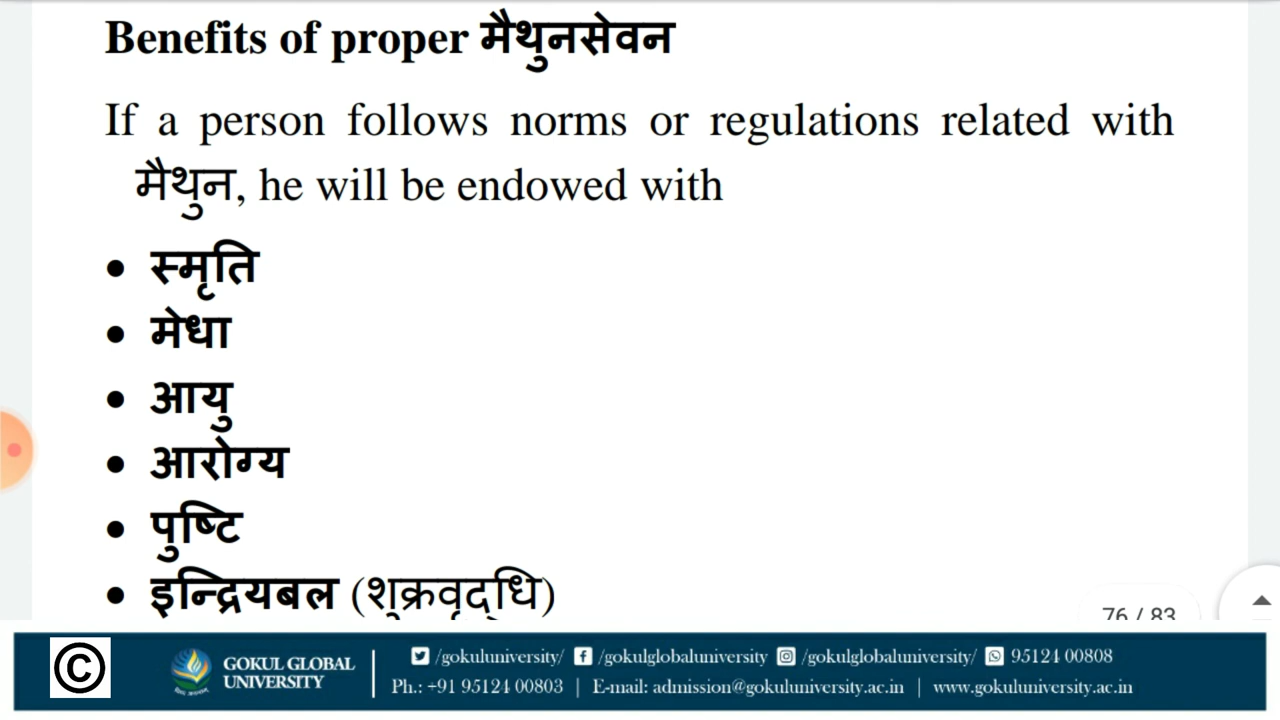 Benefits of proper मैथुनसेवन
If a person follows norms or regulations related with
मैथुन, he will be endowed with
• स्मृति
• मेधा
• आयु
• आरोग्य
• पुष्टि
• इन्द्रियबल (शुक्रवृद्धि)
76 / 83
© GOKUL GLOBAL UNIVERSITY
/gokuluniversity/ /gokulglobaluniversity /gokulglobaluniversity/ 95124 00808
Ph.: +91 95124 00803 | E-mail: admission@gokuluniversity.ac.in | www.gokuluniversity.ac.in